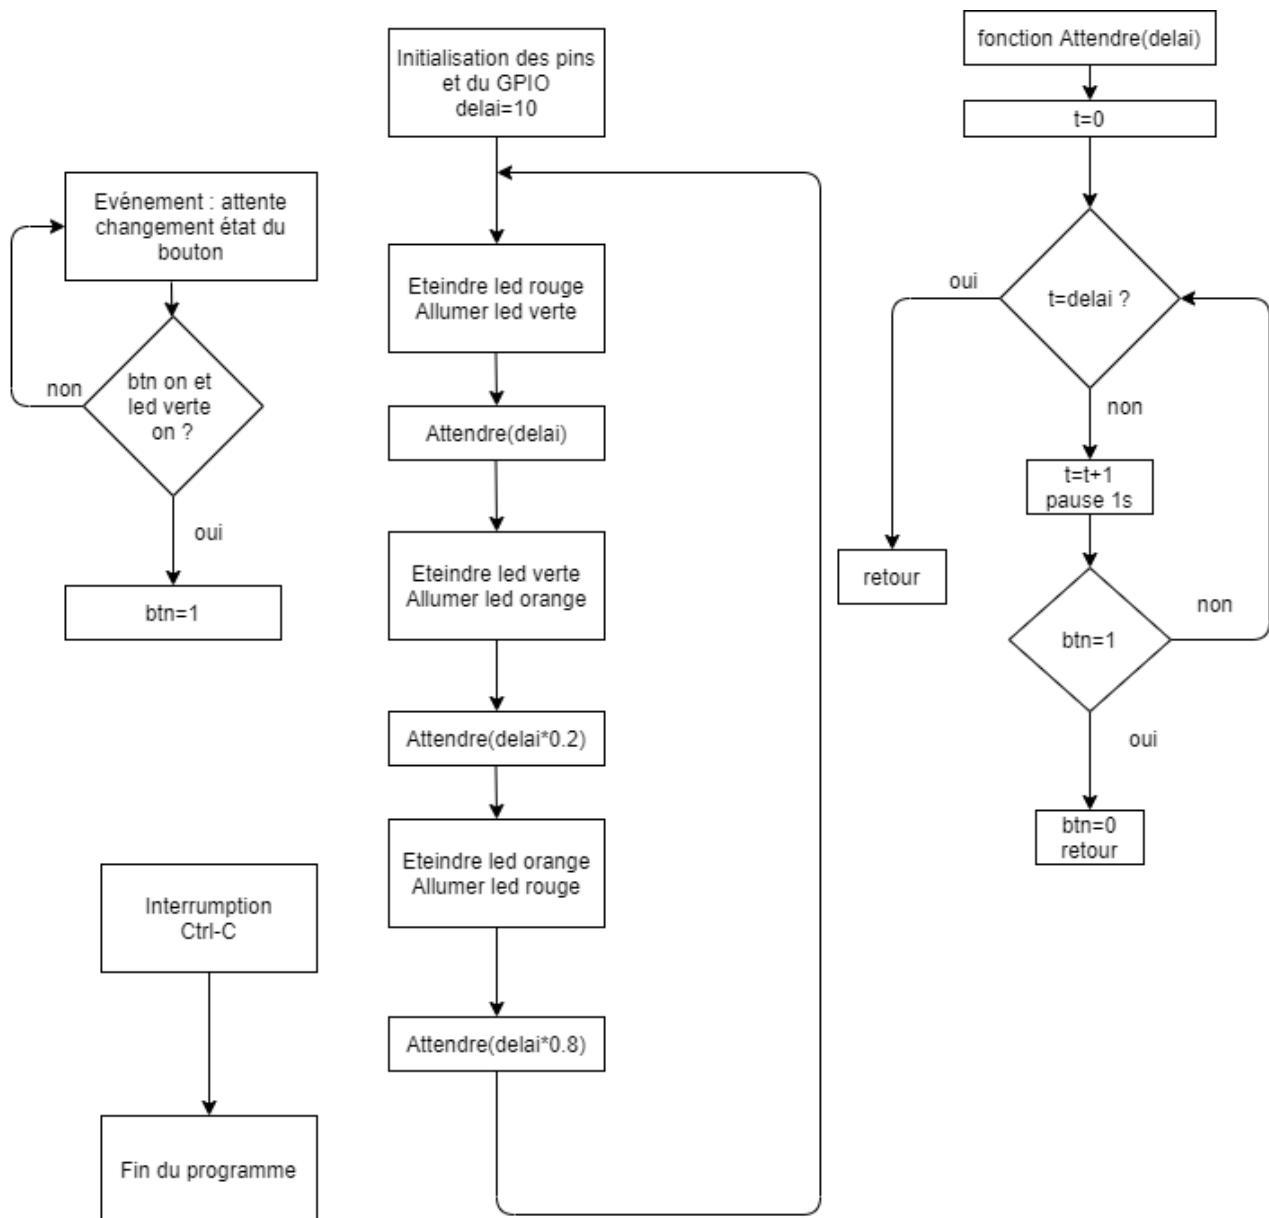 Initialisation des pins
et du GPIO
delai=10
Eteindre led rouge
Allumer led verte
Attendre(delai)
Eteindre led verte
Allumer led orange
Attendre(delai*0.2)
Eteindre led orange
Allumer led rouge
Attendre(delai*0.8)
Evénement : attente
changement état du
bouton
btn on et
led verte
on ?
non
oui
btn=1
Interrumption
Ctrl-C
Fin du programme
fonction Attendre(delai)
t=0
t=delai ?
oui
retour
non
t=t+1
pause 1s
btn=1
non
oui
btn=0
retour